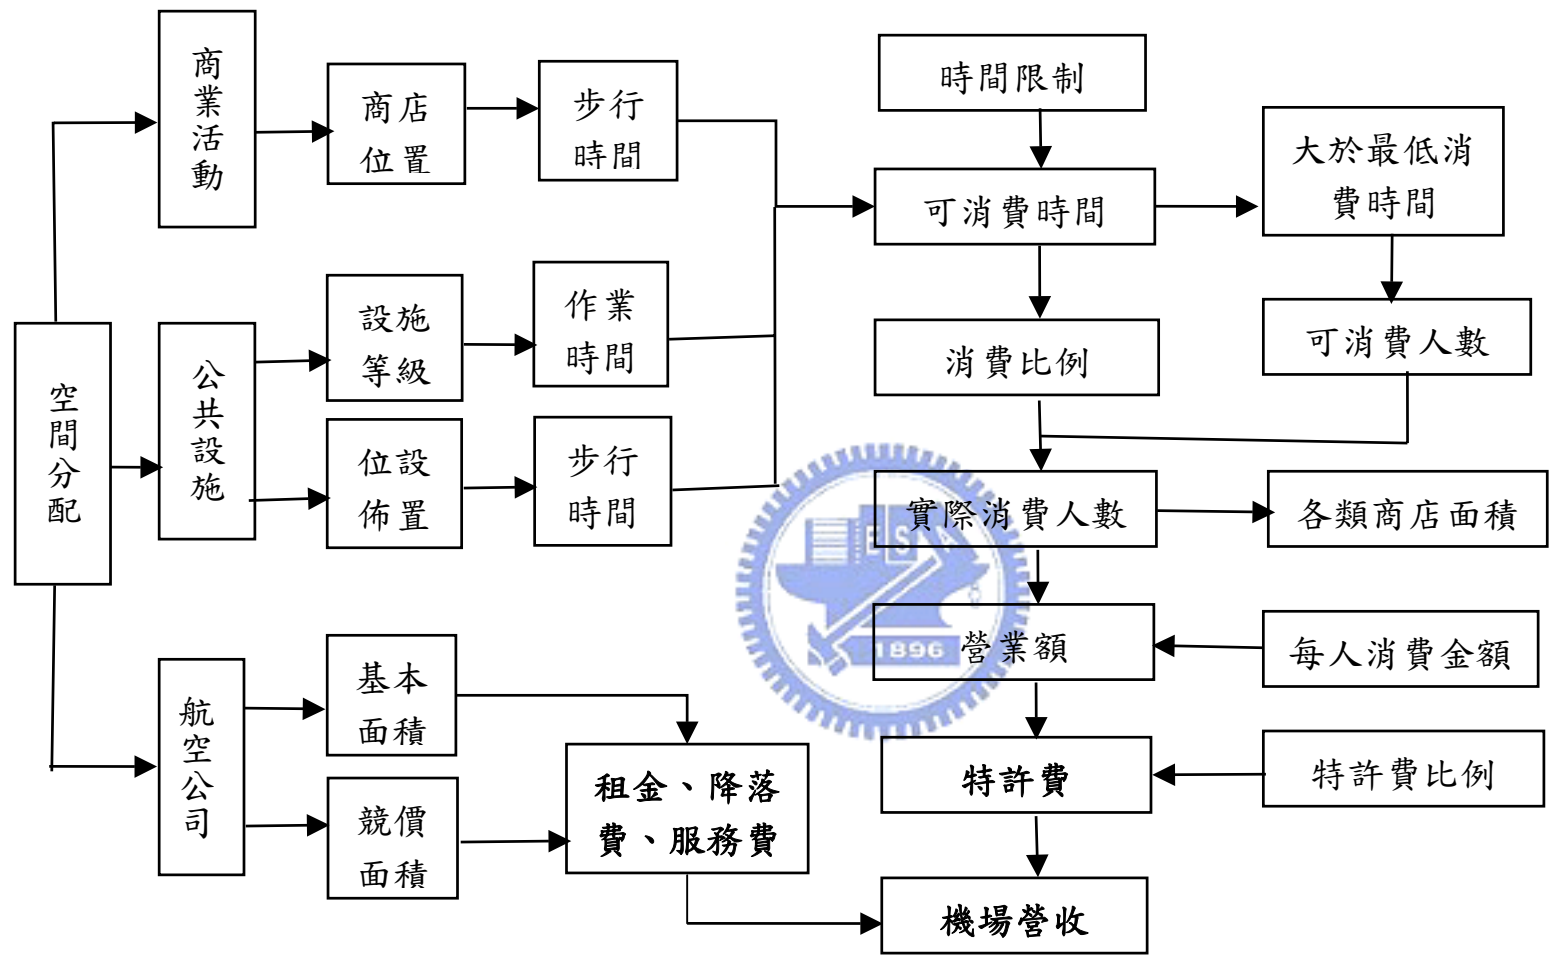 空間分配
商業活動
商店
位置
步行
時間
公共設施
設施
等級
作業
時間
位設
佈置
步行
時間
航空公司
基本
面積
競價
面積
租金、降落
費、服務費
時間限制
可消費時間
大於最低消
費時間
消費比例
可消費人數
實際消費人數
各類商店面積
營業額
每人消費金額
特許費
特許費比例
機場營收
ES
1896